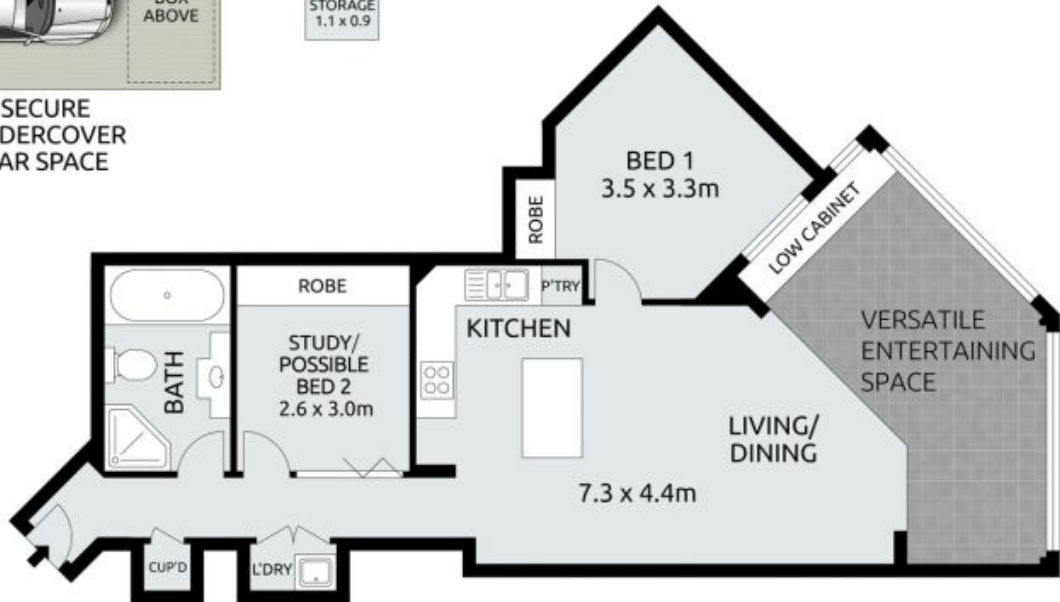 BOX
ABOVE
STORAGE
1.1 x 0.9
SECURE
SPACE
BED 1
3.5 x 3.3m
ROBE
LOW CABINET
ROBE
P'TRY
KITCHEN
BATH
STUDY/
POSSIBLE
BED 2
2.6 x 3.0m
VERSATILE
ENTERTAINING
SPACE
LIVING/
DINING
7.3 x 4.4m
CUP'D
L'DRY